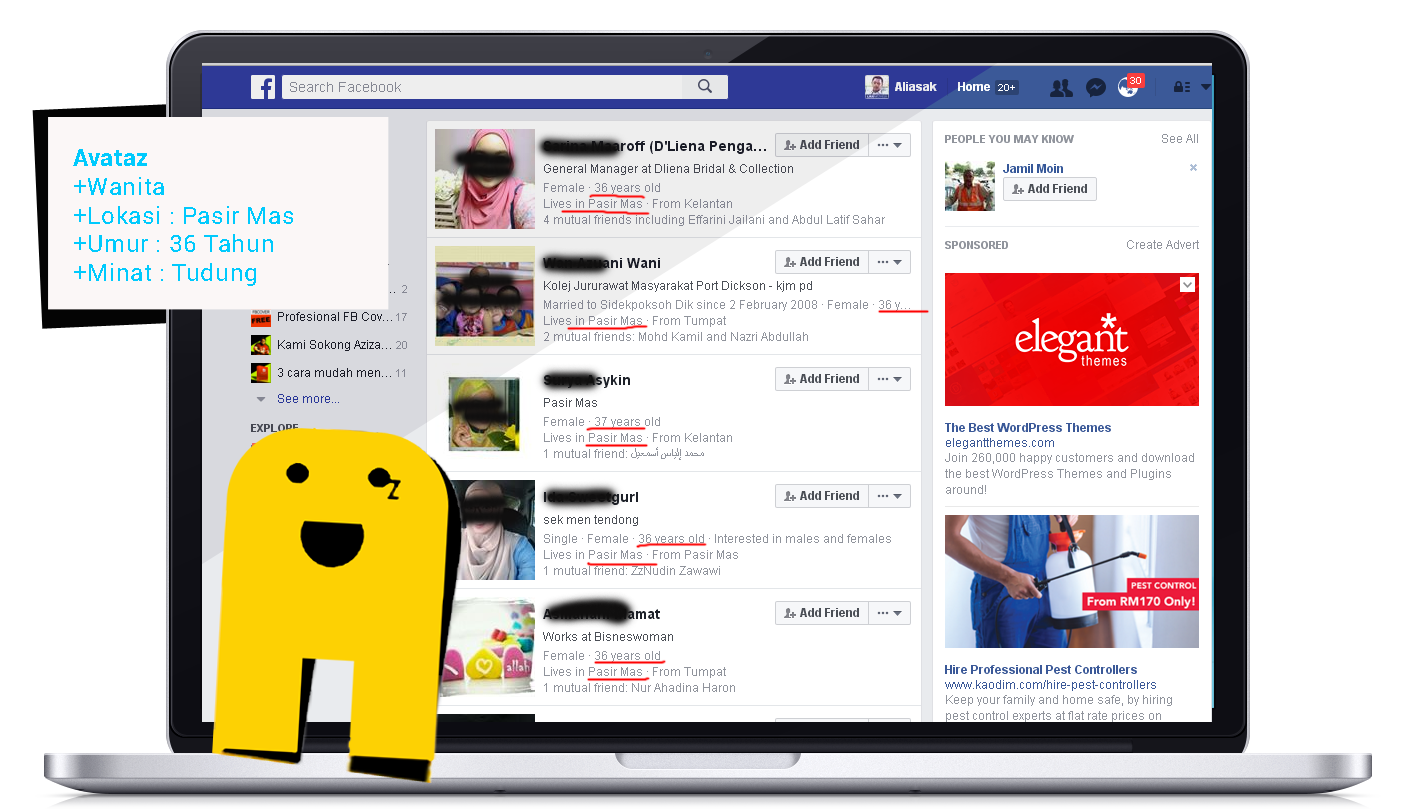 Search Facebook
Aliasak
Home 20+
30
Avataz
+Wanita
+Lokasi : Pasir Mas
+Umur : 36 Tahun
+Minat : Tudung
2
Profesional FB Cov... 17
Kami Sokong Aziza... 20
3 cara mudah men... 11
See more...
EXPLORE
Maaroff (D'Liena Penga...
Add Friend
General Manager at Dliena Bridal & Collection
Female · 36 years old
Lives in Pasir Mas · From Kelantan
4 mutual friends including Effarini Jailani and Abdul Latif Sahar
Wani
Add Friend
Kolej Jururawat Masyarakat Port Dickson - kjm pd
Married to Sidekpoksoh Dik since 2 February 2008 · Female · 36 y...
Lives in Pasir Mas · From Tumpat
2 mutual friends: Mohd Kamil and Nazri Abdullah
Asykin
Add Friend
Pasir Mas
Female · 37 years old
Lives in Pasir Mas · From Kelantan
1 mutual friend: محمد إلياس أسمعيل
Add Friend
sek men tendong
Single · Female · 36 years old · Interested in males and females
Lives in Pasir Mas · From Pasir Mas
1 mutual friend: ZzNudin Zawawi
Add Friend
Works at Bisneswoman
Female · 36 years old
Lives in Pasir Mas · From Tumpat
1 mutual friend: Nur Ahadina Haron
allah
PEOPLE YOU MAY KNOW
See All
Jamil Moin
Add Friend
SPONSORED
Create Advert
elegant
themes
The Best WordPress Themes
elegantthemes.com
Join 260,000 happy customers and download
the best WordPress Themes and Plugins
around!
PEST CONTROL
From RM170 Only!
Hire Professional Pest Controllers
www.kaodim.com/hire-pest-controllers
Keep your family and home safe, by hiring
pest control experts at flat rate prices on